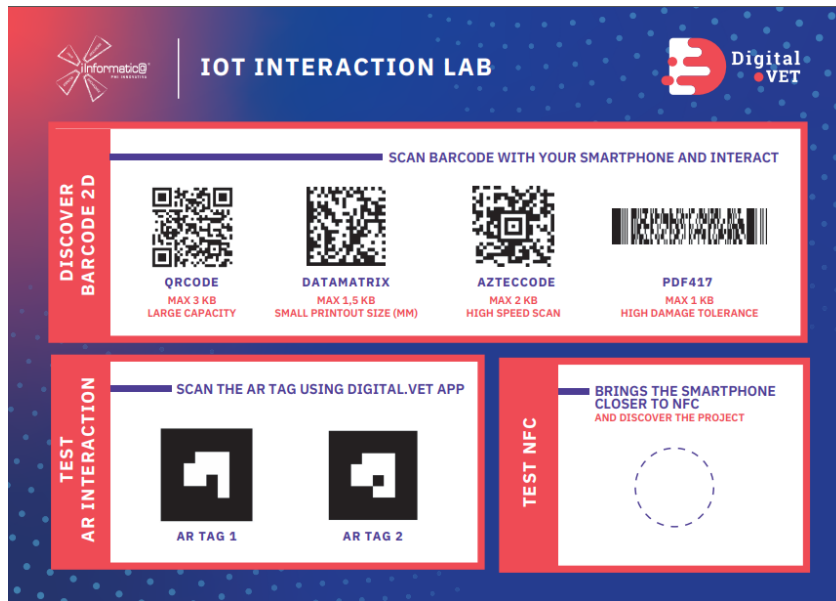 iinformatic@
FOR INNOVATIVE
IOT INTERACTION LAB
Digital
VET
DISCOVER
BARCODE 2D
SCAN BARCODE WITH YOUR SMARTPHONE AND INTERACT
QRCODE
MAX 3 KB
LARGE CAPACITY
DATAMATRIX
MAX 1,5 KB
SMALL PRINTOUT SIZE (MM)
AZTECCODE
MAX 2 KB
HIGH SPEED SCAN
PDF417
MAX 1 KB
HIGH DAMAGE TOLERANCE
TEST
AR INTERACTION
SCAN THE AR TAG USING DIGITAL.VET APP
AR TAG 1
AR TAG 2
TEST NFC
BRINGS THE SMARTPHONE
CLOSER TO NFC
AND DISCOVER THE PROJECT